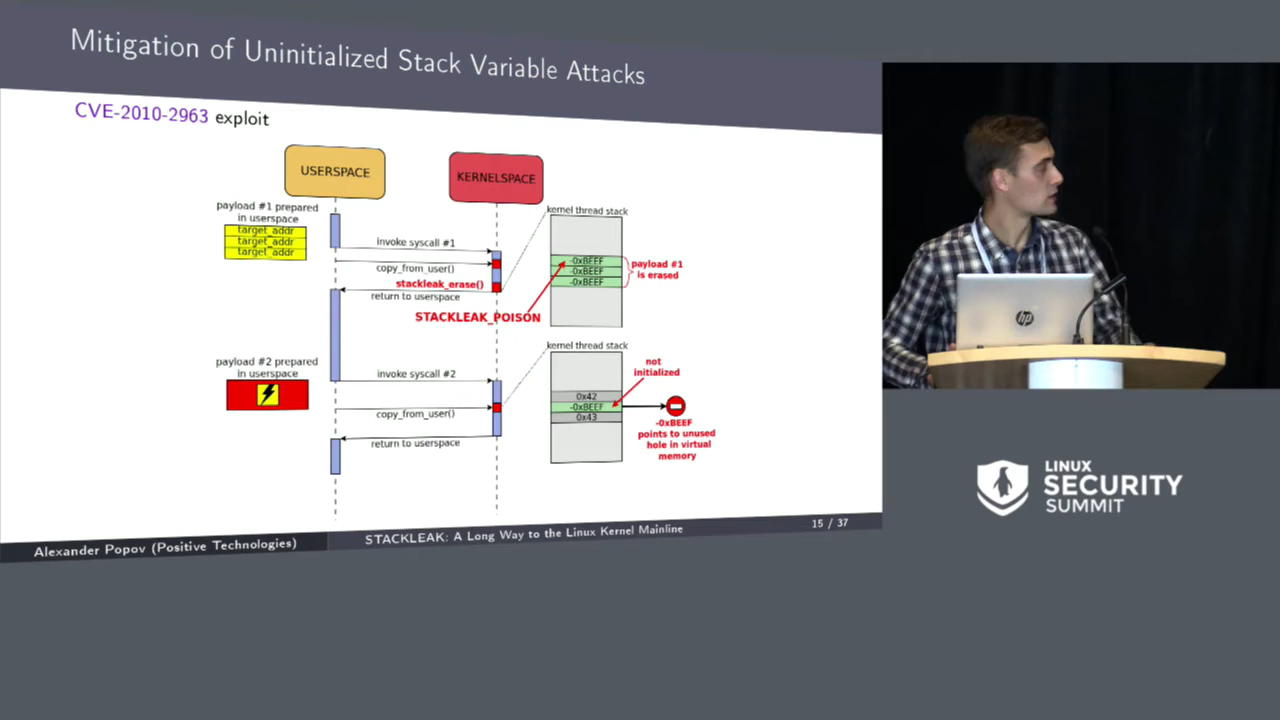 Mitigation of Uninitialized Stack Variable Attacks
CVE-2010-2963 exploit
USERSPACE
KERNELSPACE
payload #1 prepared
in userspace
target_addr
target_addr
target_addr
invoke syscall #1
copy_from_user()
stackleak_erase()
return to userspace
STACKLEAK_POISON
kernel thread stack
-0xBEEF
-0xBEEF
-0xBEEF
payload #1
is erased
payload #2 prepared
in userspace
invoke syscall #2
copy_from_user()
return to userspace
kernel thread stack
not
initialized
0x42
-0xBEEF
0x43
-0xBEEF
points to unused
hole in virtual
memory
15 / 37
Alexander Popov (Positive Technologies)
STACKLEAK: A Long Way to the Linux Kernel Mainline
hp
LINUX
SECURITY
SUMMIT